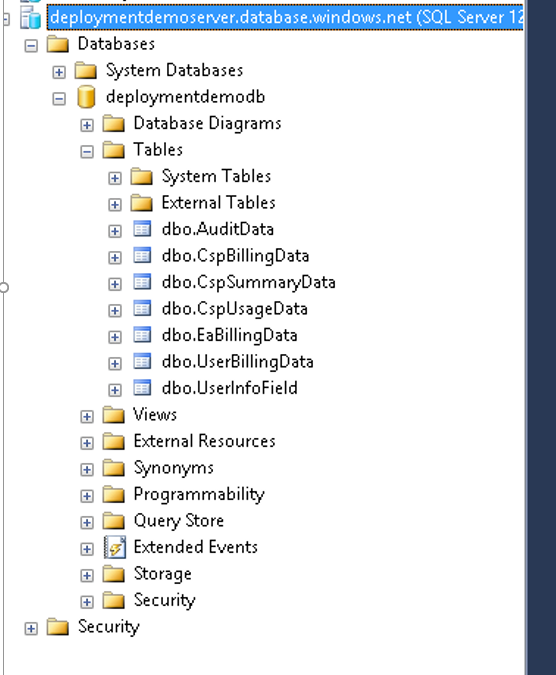 deploymentdemoserver.database.windows.net (SQL Server 12
Databases
System Databases
deploymentdemodb
Database Diagrams
Tables
System Tables
External Tables
dbo.AuditData
dbo.CspBillingData
dbo.CspSummaryData
dbo.CspUsageData
dbo.EaBillingData
dbo.UserBillingData
dbo.UserInfoField
Views
External Resources
Synonyms
Programmability
Query Store
Extended Events
Storage
Security
Security